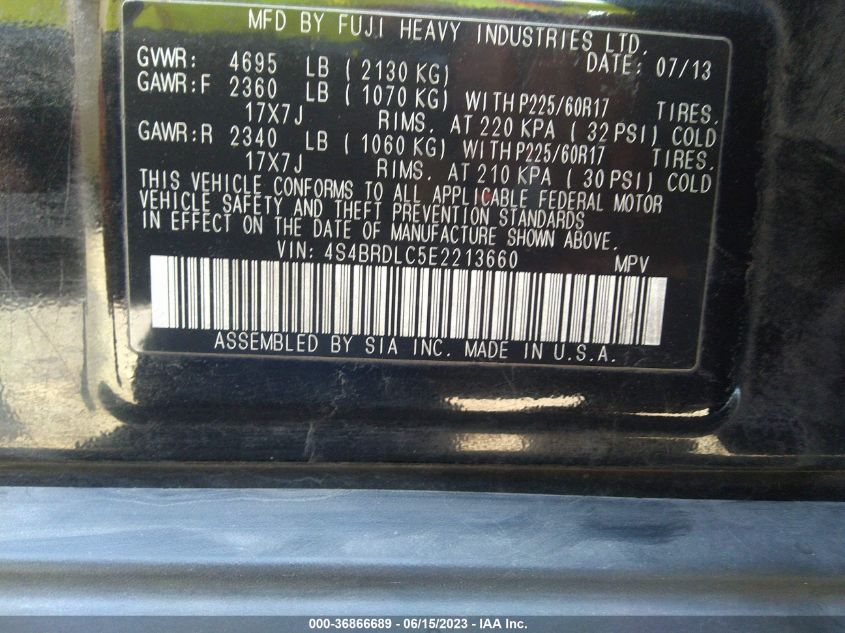 MFD BY FUJI HEAVY INDUSTRIES LTD.
GVWR: 4695 LB (2130 KG) DATE: 07/13
GAWR:F 2360 LB (1070 KG) WITH P225/60R17 TIRES.
17X7J RIMS. AT 220 KPA (32 PSI) COLD
GAWR:R 2340 LB (1060 KG) WITH P225/60R17 TIRES.
17X7J RIMS. AT 210 KPA (30 PSI) COLD
THIS VEHICLE CONFORMS TO ALL APPLICABLE FEDERAL MOTOR
VEHICLE SAFETY AND THEFT PREVENTION STANDARDS
IN EFFECT ON THE DATE OF MANUFACTURE SHOWN ABOVE.
VIN: 4S4BRDLC5E2213660 MPV
ASSEMBLED BY SIA INC. MADE IN U.S.A.
000-36866689 - 06/15/2023 - IAA Inc.